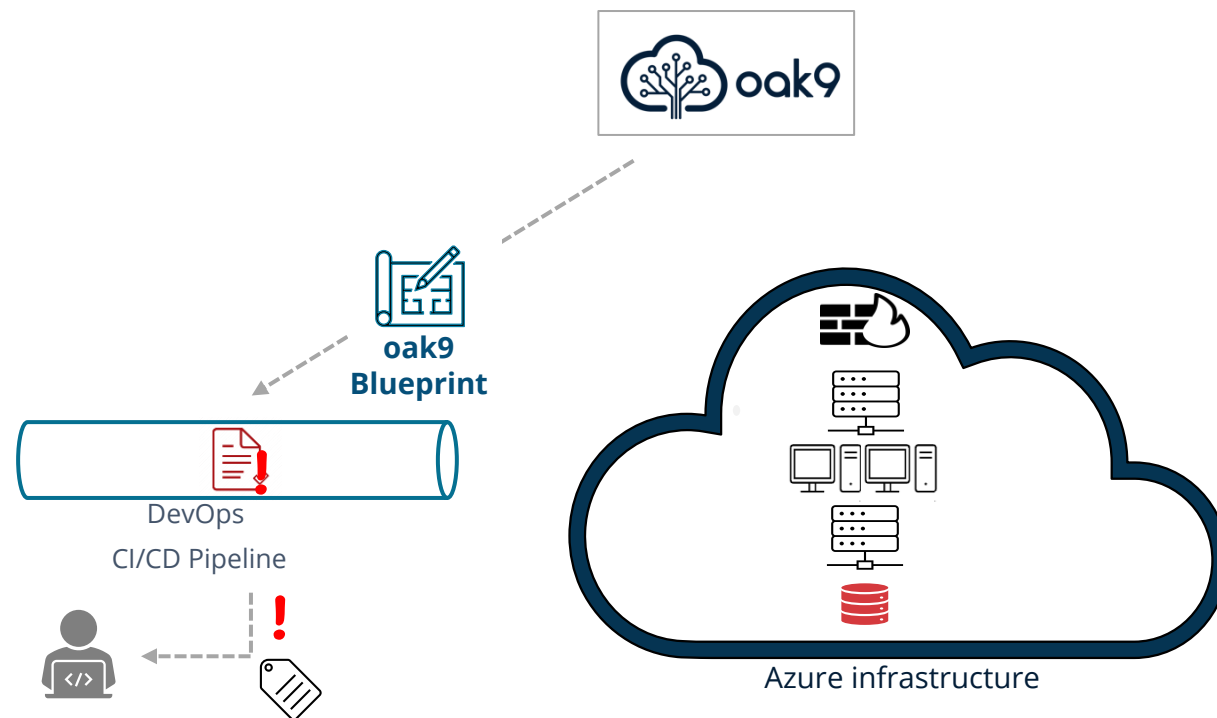 oak9
oak9
Blueprint
DevOps
CI/CD Pipeline
</>
Azure infrastructure